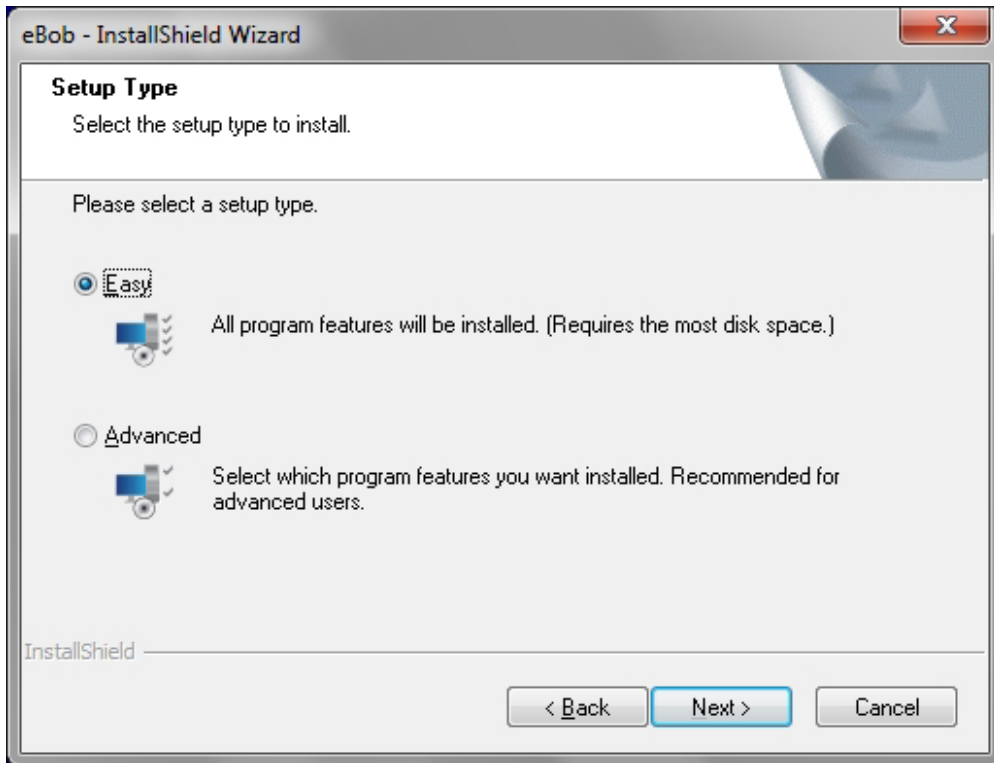 eBob - InstallShield Wizard
Setup Type
Select the setup type to install.
Please select a setup type.
Easy
All program features will be installed. (Requires the most disk space.)
Advanced
Select which program features you want installed. Recommended for
advanced users.
InstallShield
< Back Next > Cancel